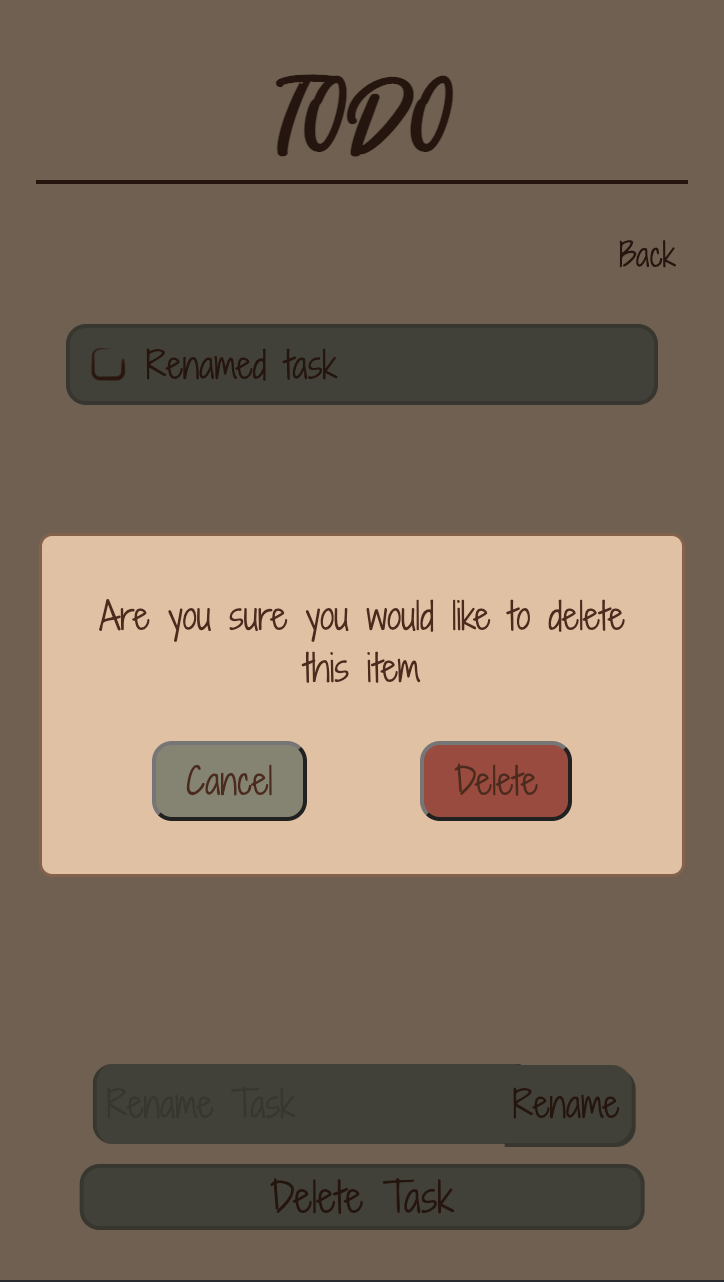 TODO
Back
Renamed task
Are you sure you would like to delete
this item
Cancel Delete
Rename Task Rename
Delete Task